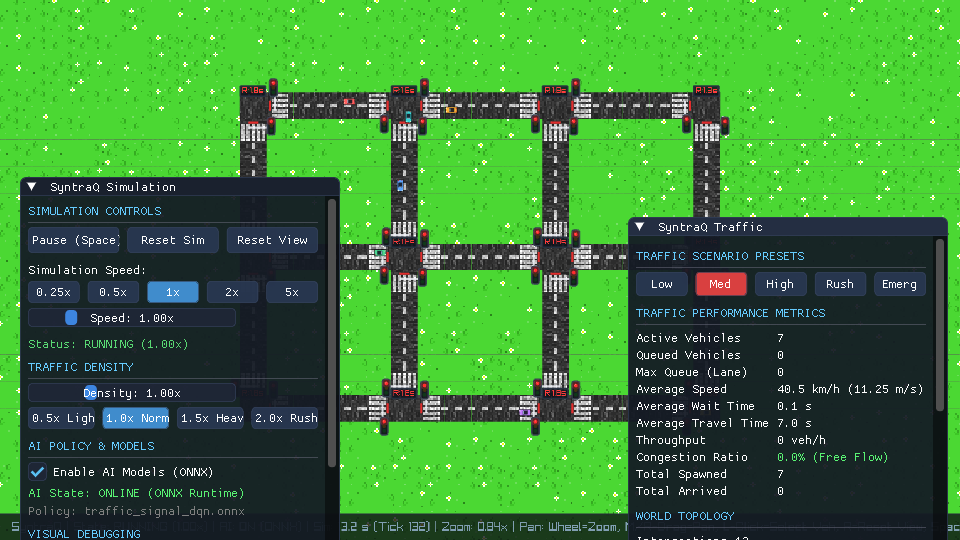 R:18s R:16s R:19s R:13s
SyntraQ Simulation
SIMULATION CONTROLS
Pause (Space) Reset Sim Reset View
Simulation Speed:
0.25x 0.5x 1x 2x 5x
Speed: 1.00x
Status: RUNNING (1.00x)
TRAFFIC DENSITY
Density: 1.00x
0.5x Ligh 1.0x Norm 1.5x Heav 2.0x Rush
AI POLICY & MODELS
Enable AI Models (ONNX)
AI State: ONLINE (ONNX Runtime)
Policy: traffic_signal_dqn.onnx
VISUAL DEBUGGING
SyntraQ Traffic
TRAFFIC SCENARIO PRESETS
Low Med High Rush Emerg
TRAFFIC PERFORMANCE METRICS
Active Vehicles 7
Queued Vehicles 0
Max Queue (Lane) 0
Average Speed 40.5 km/h (11.25 m/s)
Average Wait Time 0.1 s
Average Travel Time 7.0 s
Throughput 0 veh/h
Congestion Ratio 0.0% (Free Flow)
Total Spawned 7
Total Arrived 0
WORLD TOPOLOGY
3.2 s (Tick 132) | Zoom: 0.84x | Pan: Wheel=Zoom,